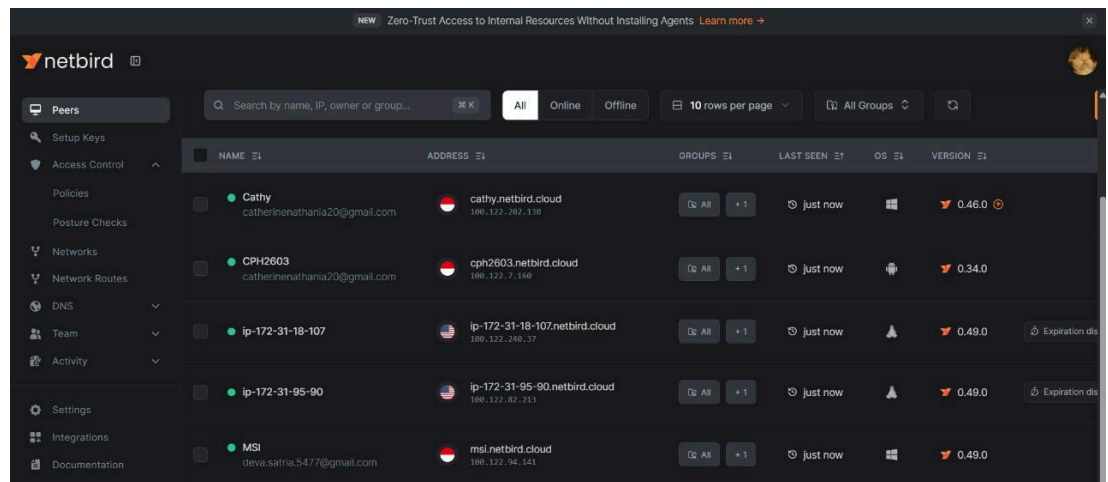 NEW Zero-Trust Access to Internal Resources Without Installing Agents Learn more →
netbird
Peers
Setup Keys
Access Control
Policies
Posture Checks
Networks
Network Routes
DNS
Team
Activity
Settings
Integrations
Documentation
Search by name, IP, owner or group... ⌘ K All Online Offline 10 rows per page All Groups
NAME ADDRESS GROUPS LAST SEEN OS VERSION
Cathy cathy.netbird.cloud All + 1 just now 0.46.0
catherinenathania20@gmail.com 100.122.202.130
CPH2603 cph2603.netbird.cloud All + 1 just now 0.34.0
catherinenathania20@gmail.com 100.122.7.160
ip-172-31-18-107 ip-172-31-18-107.netbird.cloud All + 1 just now 0.49.0 Expiration dis
100.122.240.37
ip-172-31-95-90 ip-172-31-95-90.netbird.cloud All + 1 just now 0.49.0 Expiration dis
100.122.82.213
MSI msi.netbird.cloud All + 1 just now 0.49.0
deva.satria.5477@gmail.com 100.122.94.141